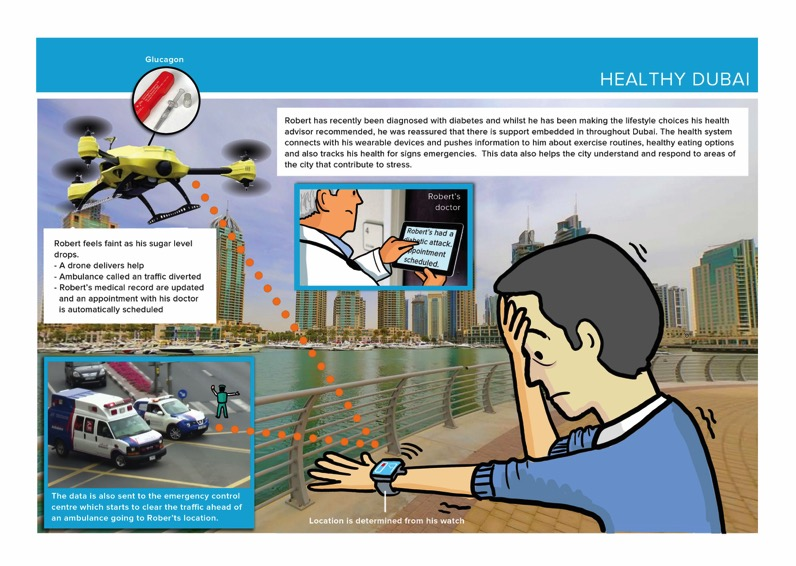 Glucagon
HEALTHY DUBAI
Robert has recently been diagnosed with diabetes and whilst he has been making the lifestyle choices his health
advisor recommended, he was reassured that there is support embedded in throughout Dubai. The health system
connects with his wearable devices and pushes information to him about exercise routines, healthy eating options
and also tracks his health for signs emergencies. This data also helps the city understand and respond to areas of
the city that contribute to stress.
Robert's
doctor
Robert's had a
diabetic attack.
appointment
scheduled.
Robert feels faint as his sugar level
drops.
- A drone delivers help
- Ambulance called an traffic diverted
- Robert's medical record are updated
and an appointment with his doctor
is automatically scheduled
The data is also sent to the emergency control
centre which starts to clear the traffic ahead of
an ambulance going to Rober'ts location.
Location is determined from his watch